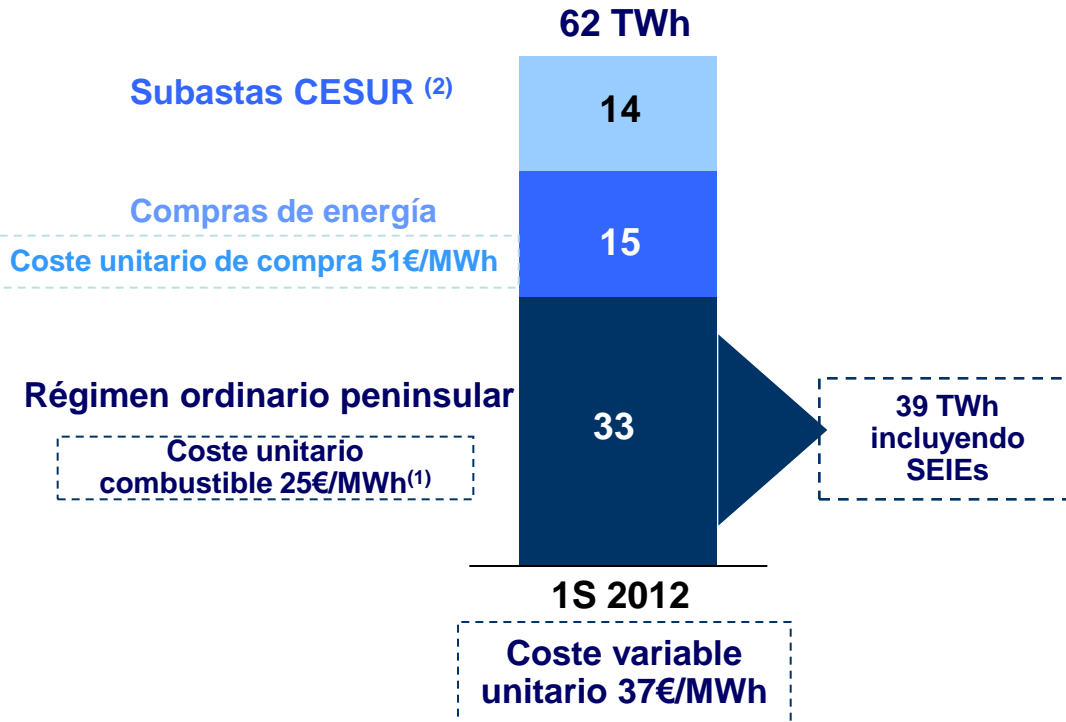 62 TWh
Subastas CESUR (2)
14
Compras de energía
15
Coste unitario de compra 51€/MWh
Régimen ordinario peninsular
33
Coste unitario
combustible 25€/MWh(1)
39 TWh
incluyendo
SEIEs
1S 2012
Coste variable
unitario 37€/MWh